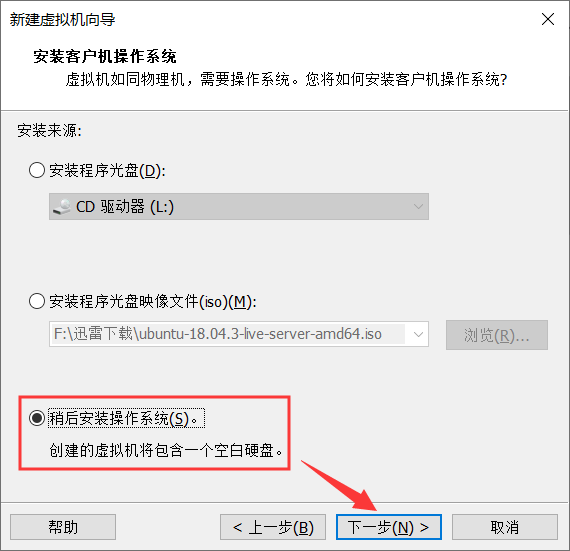 新建虚拟机向导
安装客户机操作系统
虚拟机如同物理机，需要操作系统。您将如何安装客户机操作系统?
安装来源:
安装程序光盘(D):
CD 驱动器 (L:)
安装程序光盘映像文件(iso)(M):
F:\迅雷下载\ubuntu-18.04.3-live-server-amd64.iso
浏览(R)...
稍后安装操作系统(S)。
创建的虚拟机将包含一个空白硬盘。
帮助
< 上一步(B)
下一步(N) >
取消